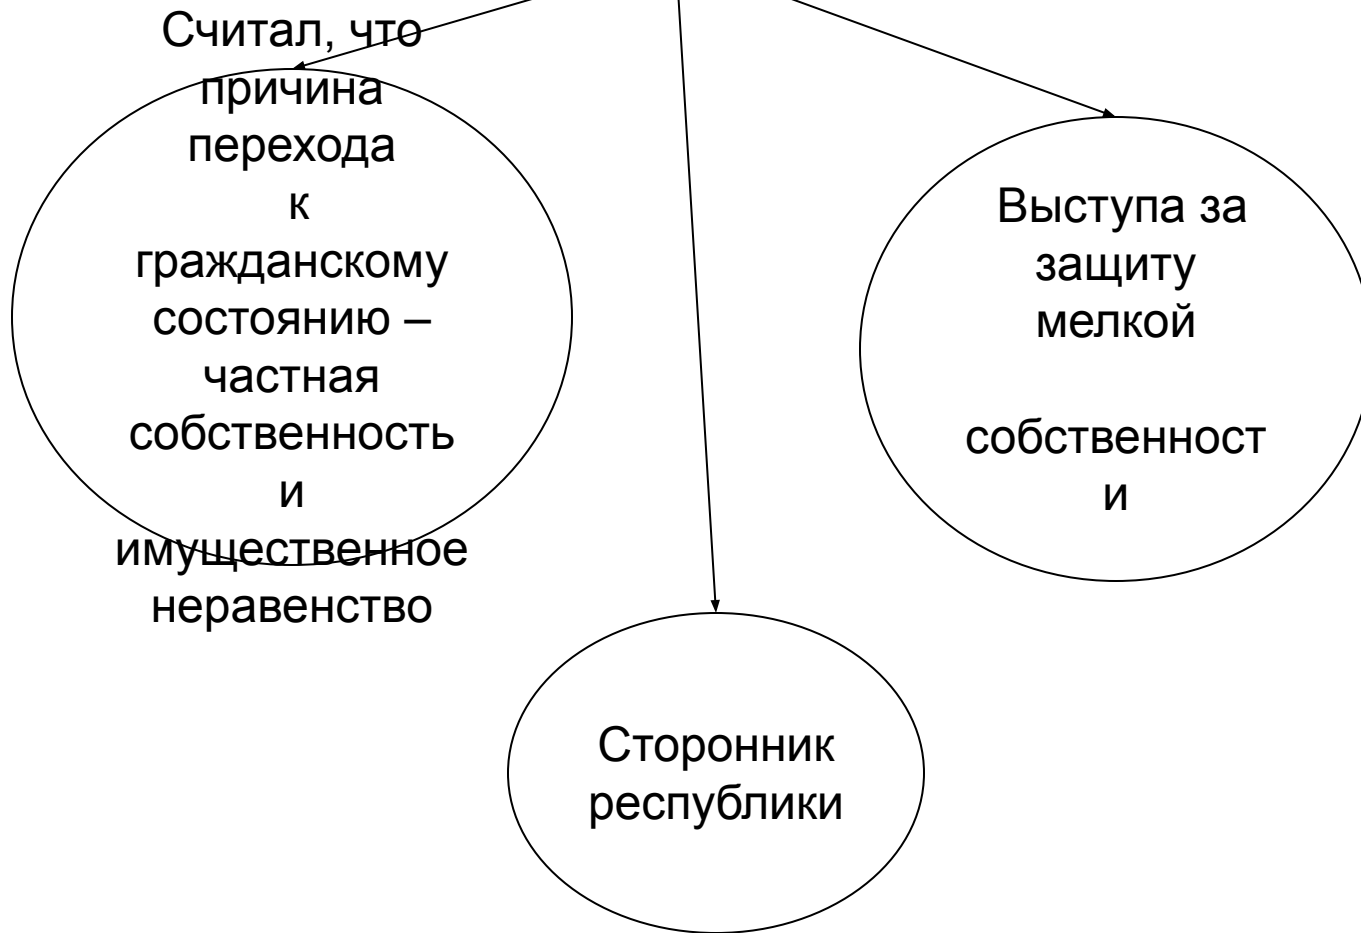 Считал, что
причина
перехода
к
гражданскому
состоянию –
частная
собственность
и
имущественное
неравенство
Выступа за
защиту
мелкой
собственност
и
Сторонник
республики